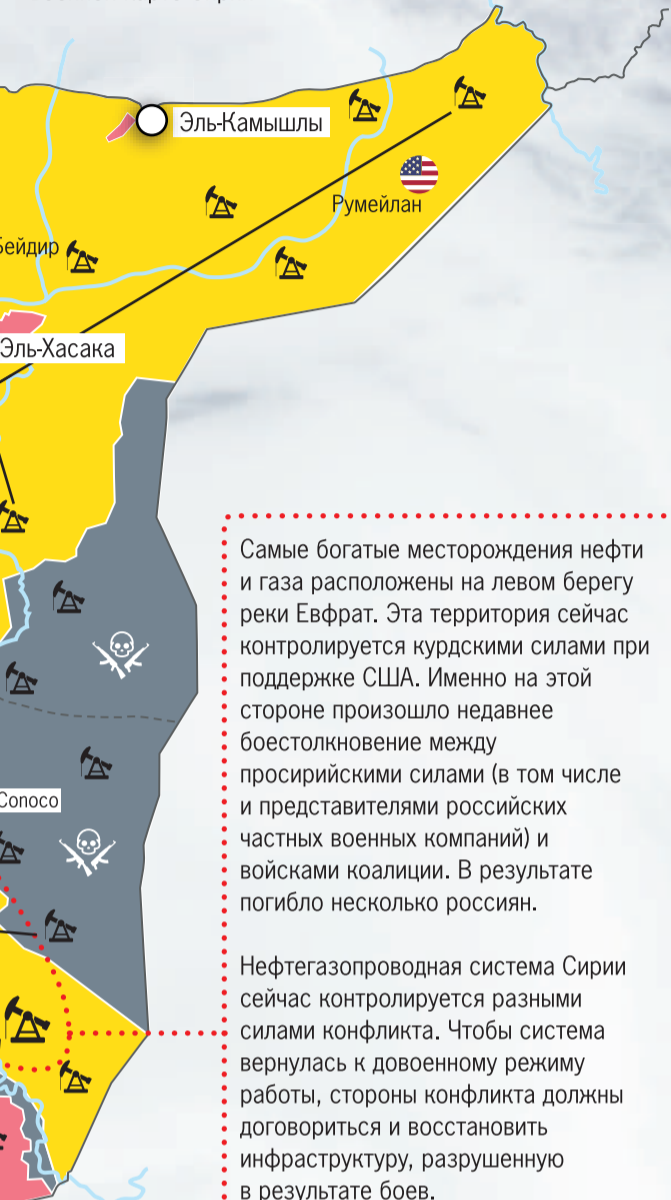 Эль-Камышлы
Румейлан
Бейдир
Эль-Хасака
Conoco
Самые богатые месторождения нефти
и газа расположены на левом берегу
реки Евфрат. Эта территория сейчас
контролируется курдскими силами при
поддержке США. Именно на этой
стороне произошло недавнее
боестолкновение между
просирийскими силами (в том числе
и представителями российских
частных военных компаний) и
войсками коалиции. В результате
погибло несколько россиян.
Нефтегазопроводная система Сирии
сейчас контролируется разными
силами конфликта. Чтобы система
вернулась к довоенному режиму
работы, стороны конфликта должны
договориться и восстановить
инфраструктуру, разрушенную
в результате боев.